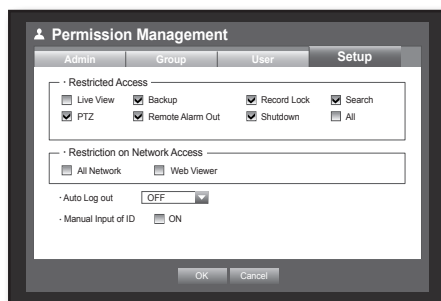 Permission Management
Admin Group User Setup
· Restricted Access
Live View Backup Record Lock Search
PTZ Remote Alarm Out Shutdown All
· Restriction on Network Access
All Network Web Viewer
· Auto Log out OFF
· Manual Input of ID ON
OK Cancel